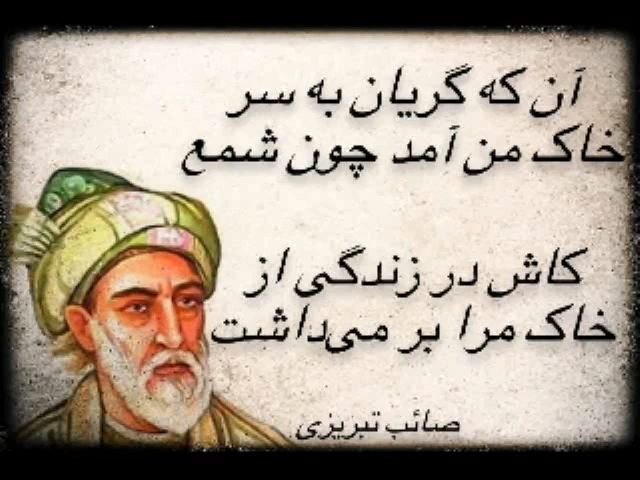 آن که گریان به سر
خاک من آمد چون شمع
کاش در زندگی از
خاک مرا بر می‌داشت
صائب تبریزی